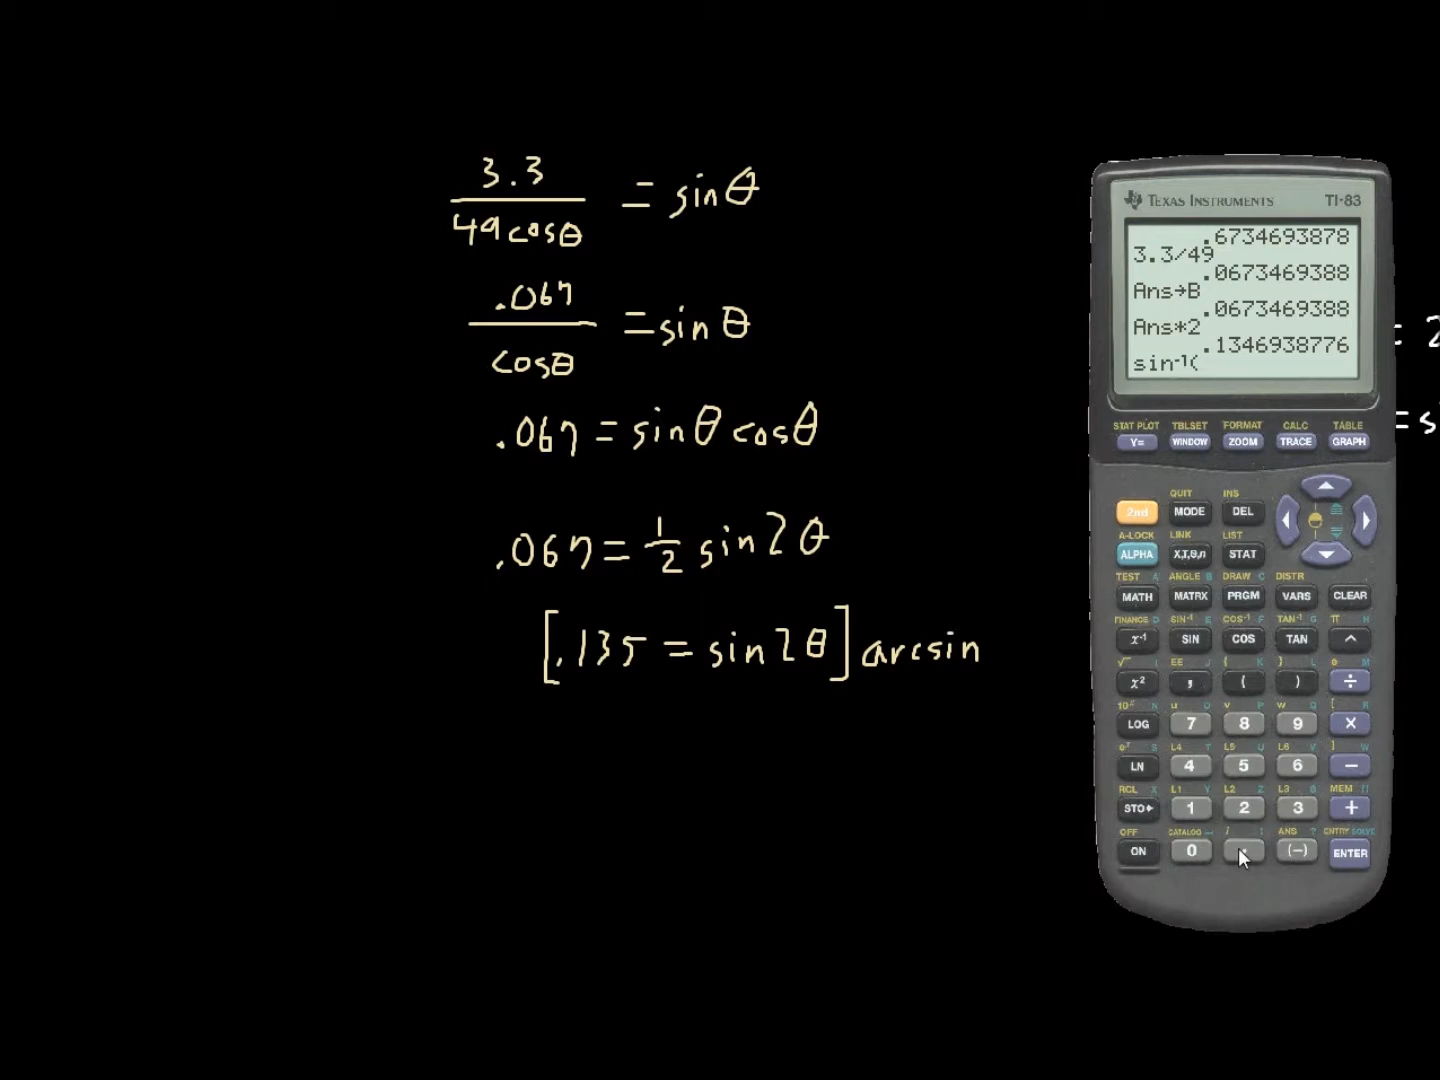 3.3
49cosθ
= sinθ
.067
cosθ
= sin θ
.067 = sinθ cosθ
.067 = 1/2 sin2θ
[.135 = sin2θ] arcsin
= 2
= s
TEXAS INSTRUMENTS TI-83
.6734693878
3.3/49
.0673469388
Ans→B
.0673469388
Ans*2
.1346938776
sin⁻¹(
STAT PLOT TBLSET FORMAT CALC TABLE
Y= WINDOW ZOOM TRACE GRAPH
QUIT INS
2nd MODE DEL
A-LOCK LINK LIST
ALPHA X,T,θ,n STAT
TEST A ANGLE B DRAW C DISTR
MATH MATRX PRGM VARS CLEAR
FINANCE D SIN⁻¹ E COS⁻¹ F TAN⁻¹ G π H
x⁻¹ SIN COS TAN ^
√ I EE J { K } L e M
x² , ( ) ÷
10ˣ N u O v P w Q [ R
LOG 7 8 9 ×
eˣ S L4 T L5 U L6 V ] W
LN 4 5 6 −
RCL X L1 Y L2 Z L3 θ MEM "
STO▸ 1 2 3 +
OFF CATALOG i : ANS ? ENTRY SOLVE
ON 0 . (−) ENTER